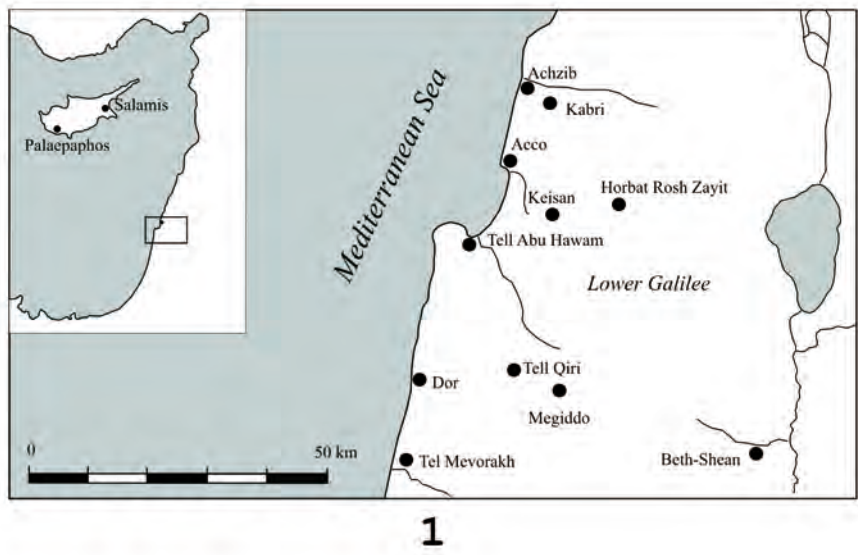 Salamis
Palaepaphos
Mediterranean Sea
Achzib
Kabri
Acco
Keisan
Horbat Rosh Zayit
Tell Abu Hawam
Lower Galilee
Tell Qiri
Dor
Megiddo
0
50 km
Tel Mevorakh
Beth-Shean
1